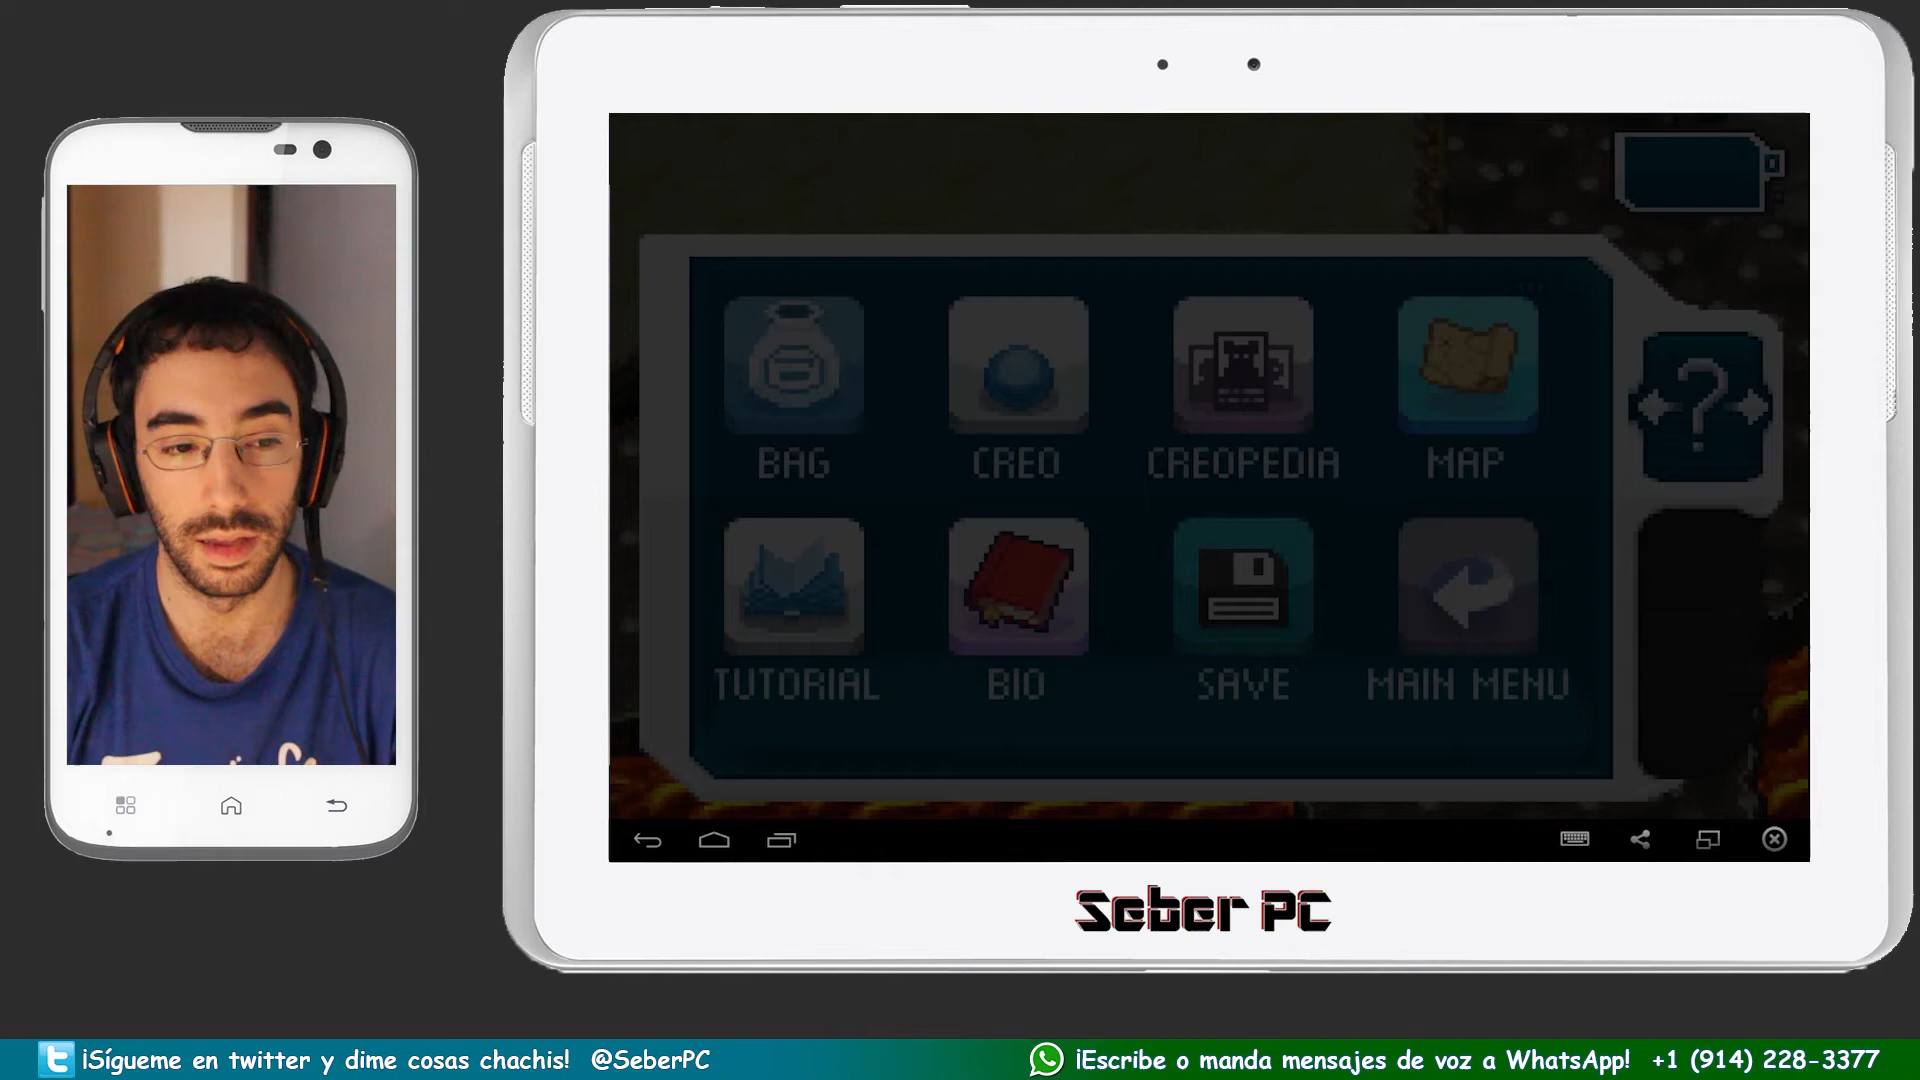 ?
BAG CREO CREOPEDIA MAP
TUTORIAL BIO SAVE MAIN MENU
Seber PC
¡Sígueme en twitter y dime cosas chachis! @SeberPC
¡Escribe o manda mensajes de voz a WhatsApp! +1 (914) 228-3377